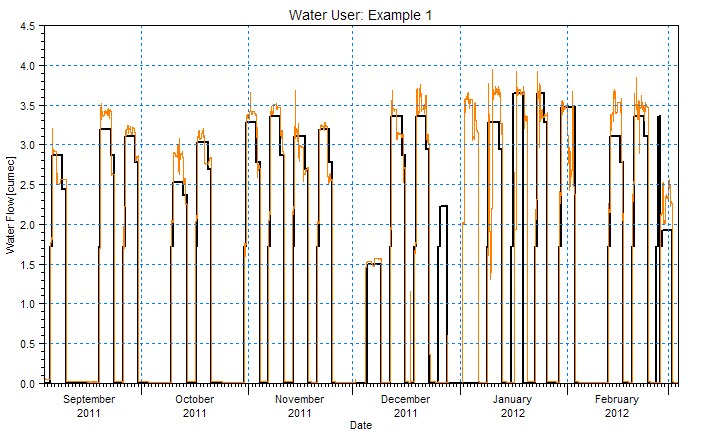 Water User: Example 1
4.5
4.0
3.5
3.0
2.5
2.0
1.5
1.0
0.5
0.0
Water Flow [cumec]
September October November December January February
2011 2011 2011 2011 2012 2012
Date